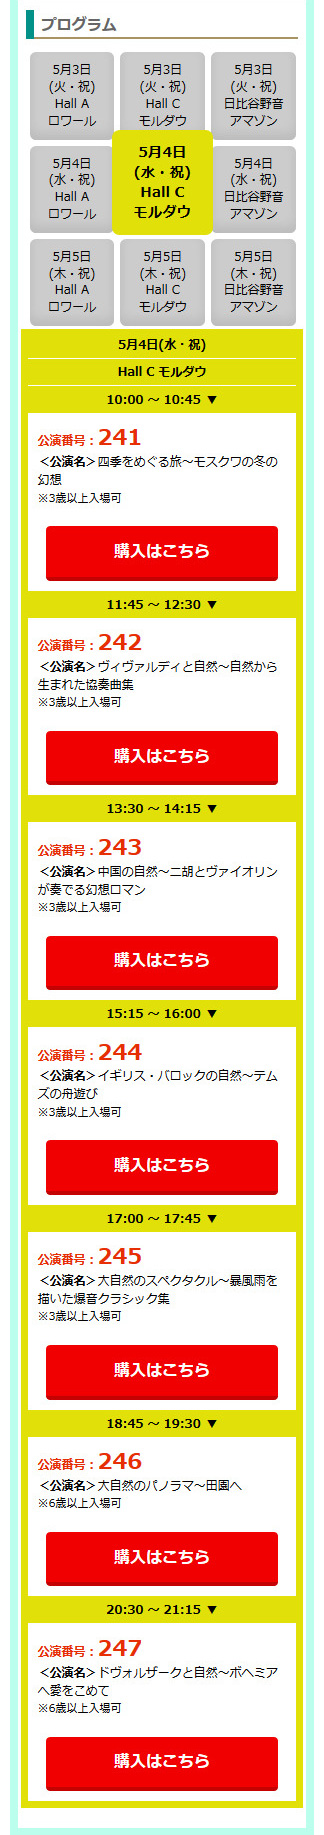 プログラム
5月3日
(火・祝)
Hall A
ロワール
5月3日
(火・祝)
Hall C
モルダウ
5月3日
(火・祝)
日比谷野音
アマゾン
5月4日
(水・祝)
Hall A
ロワール
5月4日
(水・祝)
Hall C
モルダウ
5月4日
(水・祝)
日比谷野音
アマゾン
5月5日
(木・祝)
Hall A
ロワール
5月5日
(木・祝)
Hall C
モルダウ
5月5日
(木・祝)
日比谷野音
アマゾン
5月4日(水・祝)
Hall C モルダウ
10:00 ～ 10:45 ▼
公演番号：241
＜公演名＞四季をめぐる旅～モスクワの冬の
幻想
※3歳以上入場可
購入はこちら
11:45 ～ 12:30 ▼
公演番号：242
＜公演名＞ヴィヴァルディと自然～自然から
生まれた協奏曲集
※3歳以上入場可
購入はこちら
13:30 ～ 14:15 ▼
公演番号：243
＜公演名＞中国の自然～二胡とヴァイオリン
が奏でる幻想ロマン
※3歳以上入場可
購入はこちら
15:15 ～ 16:00 ▼
公演番号：244
＜公演名＞イギリス・バロックの自然～テム
ズの舟遊び
※3歳以上入場可
購入はこちら
17:00 ～ 17:45 ▼
公演番号：245
＜公演名＞大自然のスペクタクル～暴風雨を
描いた爆音クラシック集
※3歳以上入場可
購入はこちら
18:45 ～ 19:30 ▼
公演番号：246
＜公演名＞大自然のパノラマ～田園へ
※6歳以上入場可
購入はこちら
20:30 ～ 21:15 ▼
公演番号：247
＜公演名＞ドヴォルザークと自然～ボヘミア
へ愛をこめて
※6歳以上入場可
購入はこちら